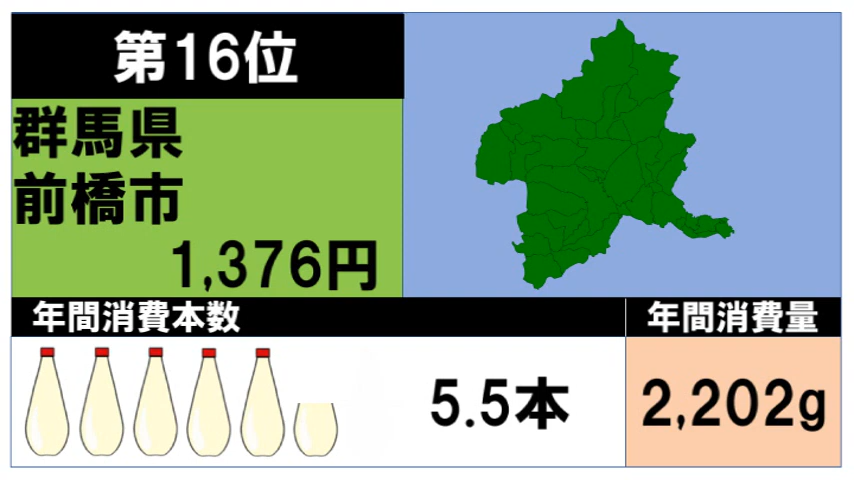 第16位
群馬県
前橋市
1,376円
年間消費本数
年間消費量
5.5本
2,202g